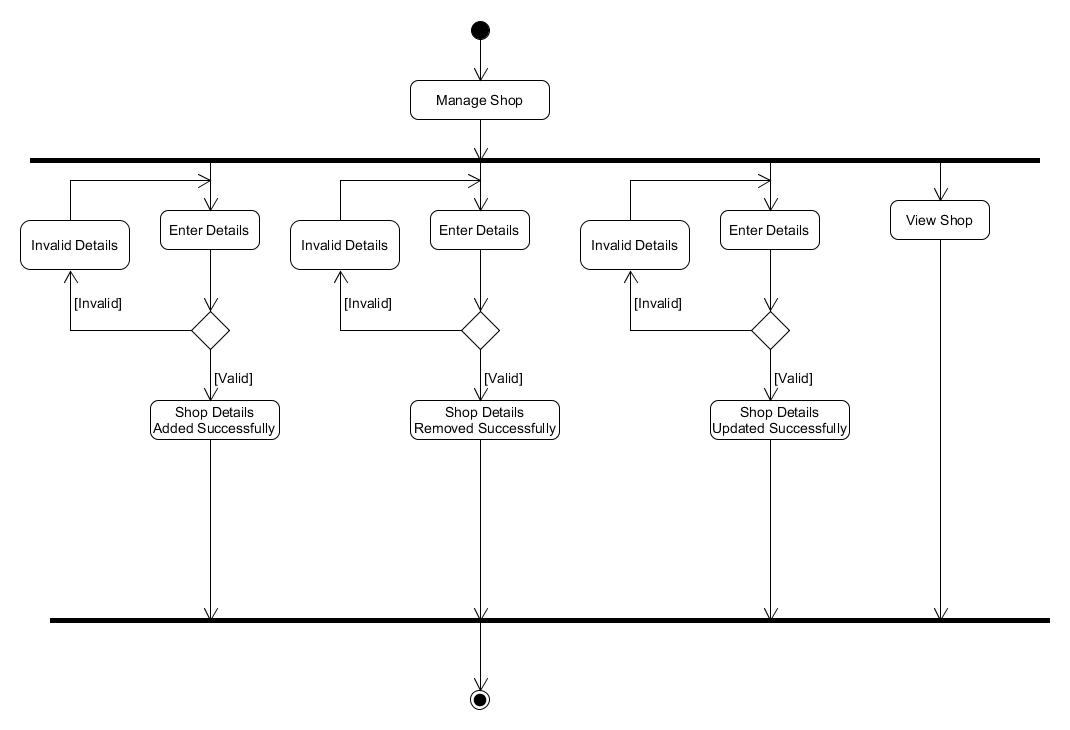 Manage Shop
Invalid Details
Enter Details
Invalid Details
Enter Details
Invalid Details
Enter Details
View Shop
[Invalid]
[Invalid]
[Invalid]
[Valid]
[Valid]
[Valid]
Shop Details
Added Successfully
Shop Details
Removed Successfully
Shop Details
Updated Successfully